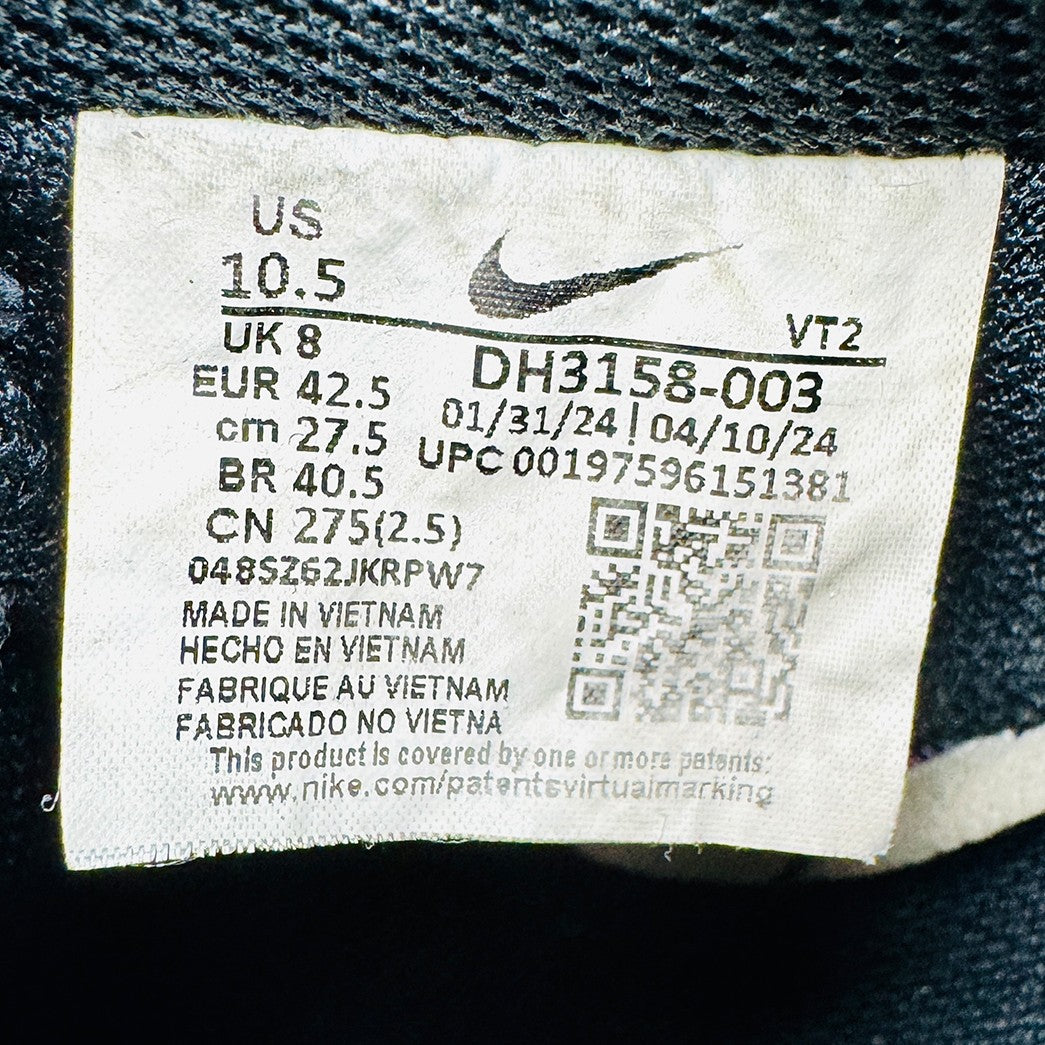 US
10.5
VT2
UK 8
DH3158-003
EUR 42.5
01/31/24 | 04/10/24
cm 27.5
UPC 00197596151381
BR 40.5
CN 275(2.5)
048SZ62JKRPW7
MADE IN VIETNAM
HECHO EN VIETNAM
FABRIQUE AU VIETNAM
FABRICADO NO VIETNA
This product is covered by one or more patents:
www.nike.com/patentsvirtualmarking